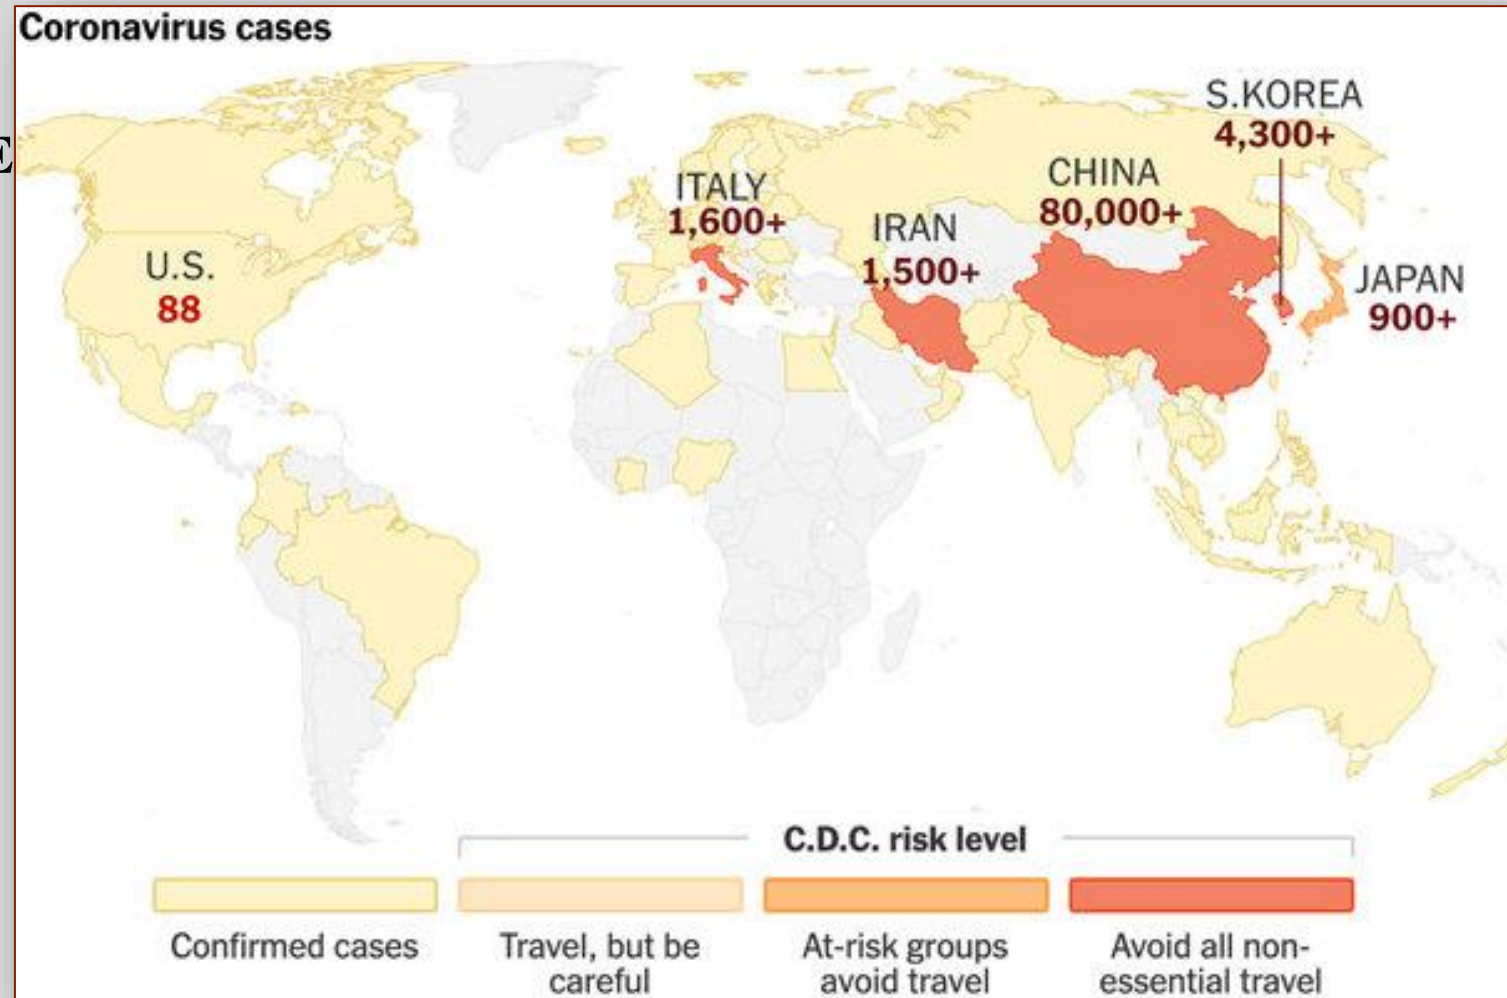 Coronavirus cases
E
S.KOREA
4,300+
ITALY
1,600+
CHINA
80,000+
IRAN
1,500+
U.S.
88
JAPAN
900+
C.D.C. risk level
Confirmed cases
Travel, but be
careful
At-risk groups
avoid travel
Avoid all non-
essential travel